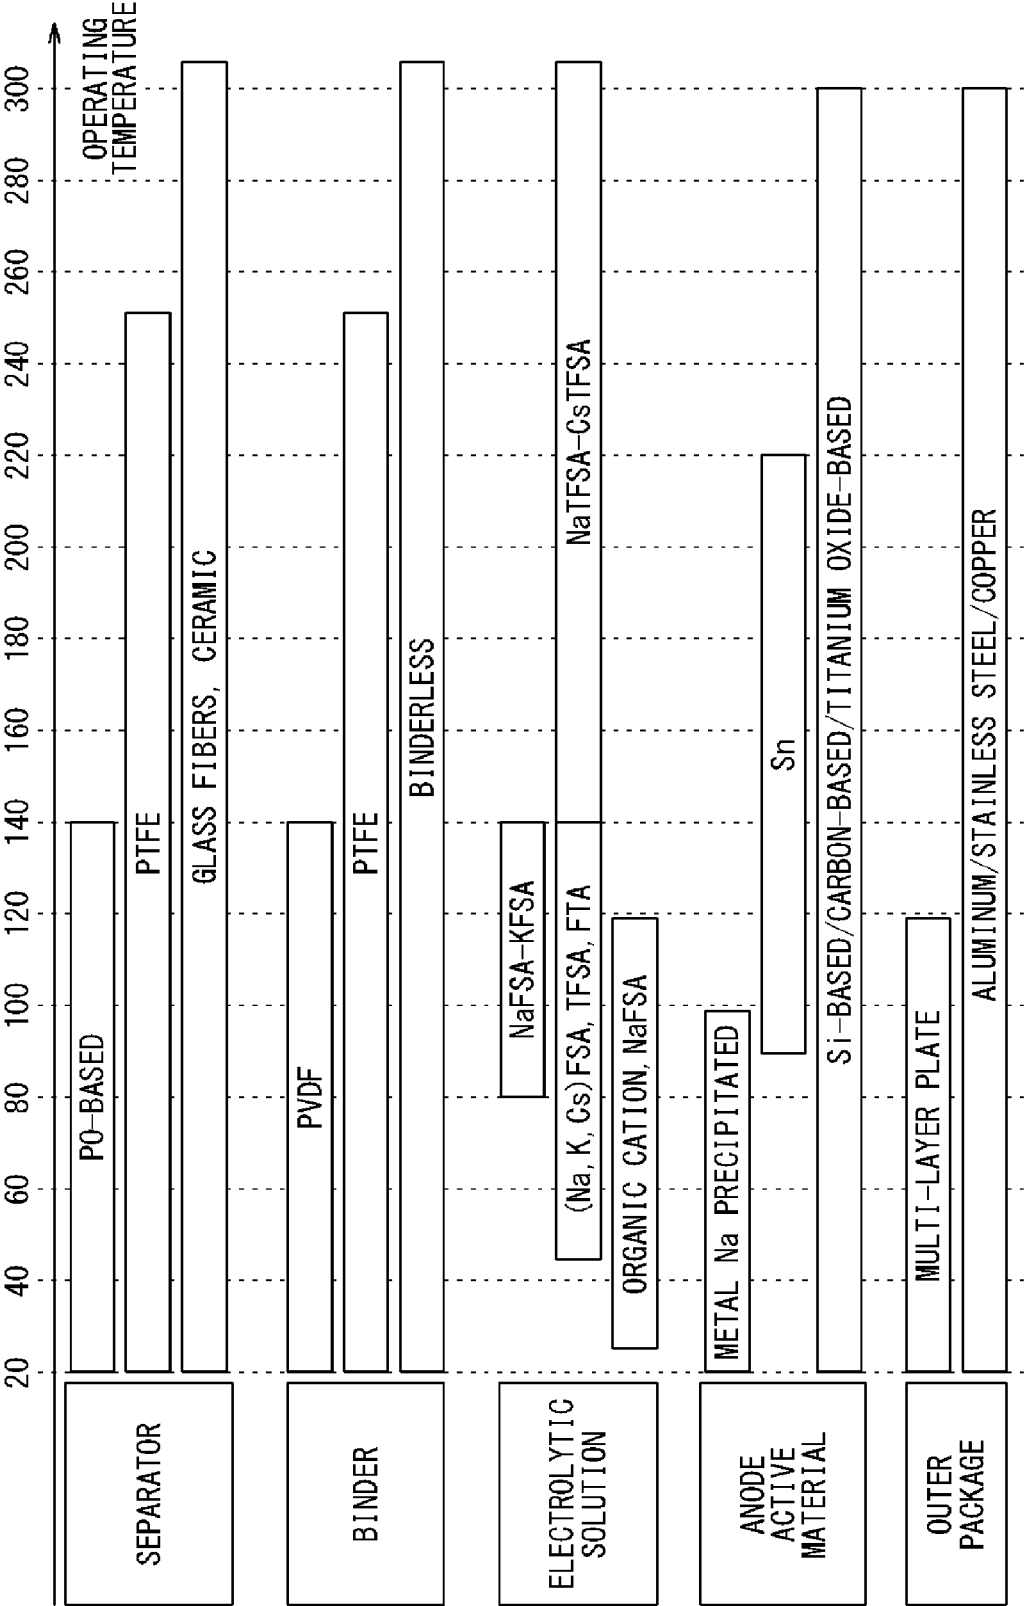 OPERATING
TEMPERATURE
20 40 60 80 100 120 140 160 180 200 220 240 260 280 300
SEPARATOR
PO-BASED
PTFE
GLASS FIBERS, CERAMIC
BINDER
PVDF
PTFE
BINDERLESS
ELECTROLYTIC
SOLUTION
NaFSA-KFSA
(Na, K, Cs)FSA, TFSA, FTA
NaTFSA-CsTFSA
ORGANIC CATION, NaFSA
ANODE
ACTIVE
MATERIAL
METAL Na PRECIPITATED
Sn
Si-BASED/CARBON-BASED/TITANIUM OXIDE-BASED
OUTER
PACKAGE
MULTI-LAYER PLATE
ALUMINUM/STAINLESS STEEL/COPPER